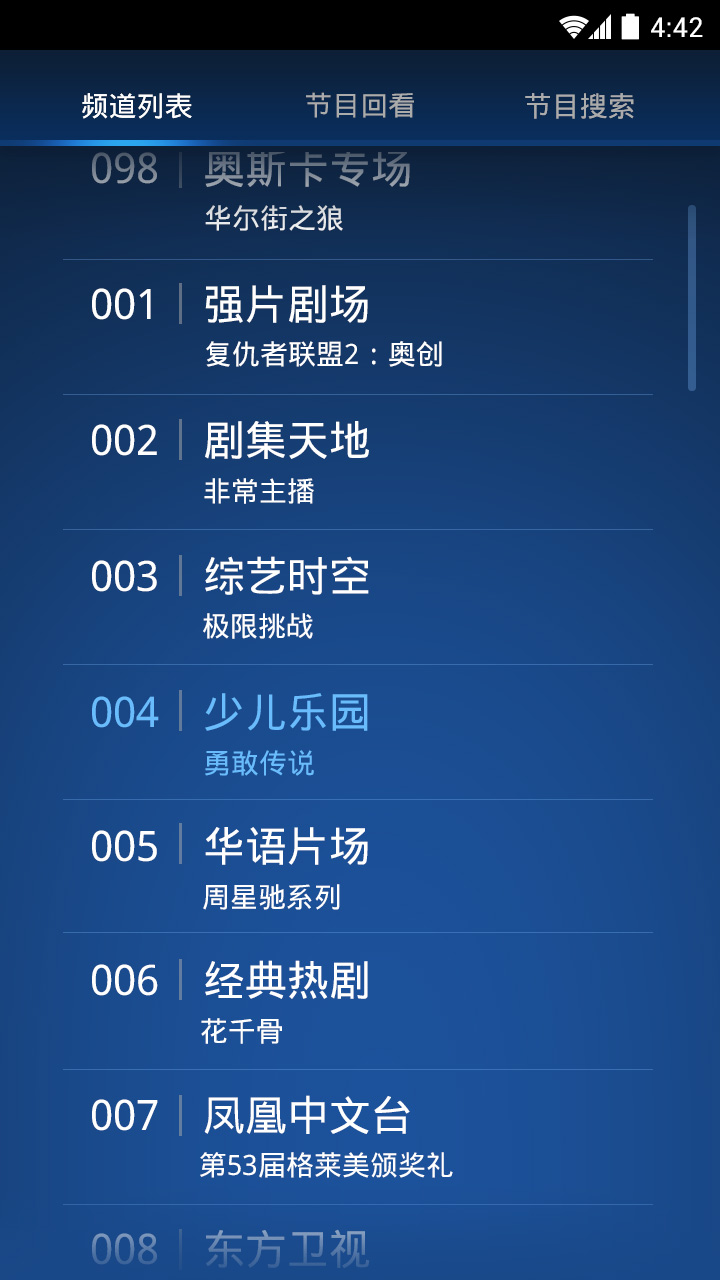 4:42
频道列表 节目回看 节目搜索
098 奥斯卡专场
华尔街之狼
001 强片剧场
复仇者联盟2：奥创
002 剧集天地
非常主播
003 综艺时空
极限挑战
004 少儿乐园
勇敢传说
005 华语片场
周星驰系列
006 经典热剧
花千骨
007 凤凰中文台
第53届格莱美颁奖礼
008 东方卫视